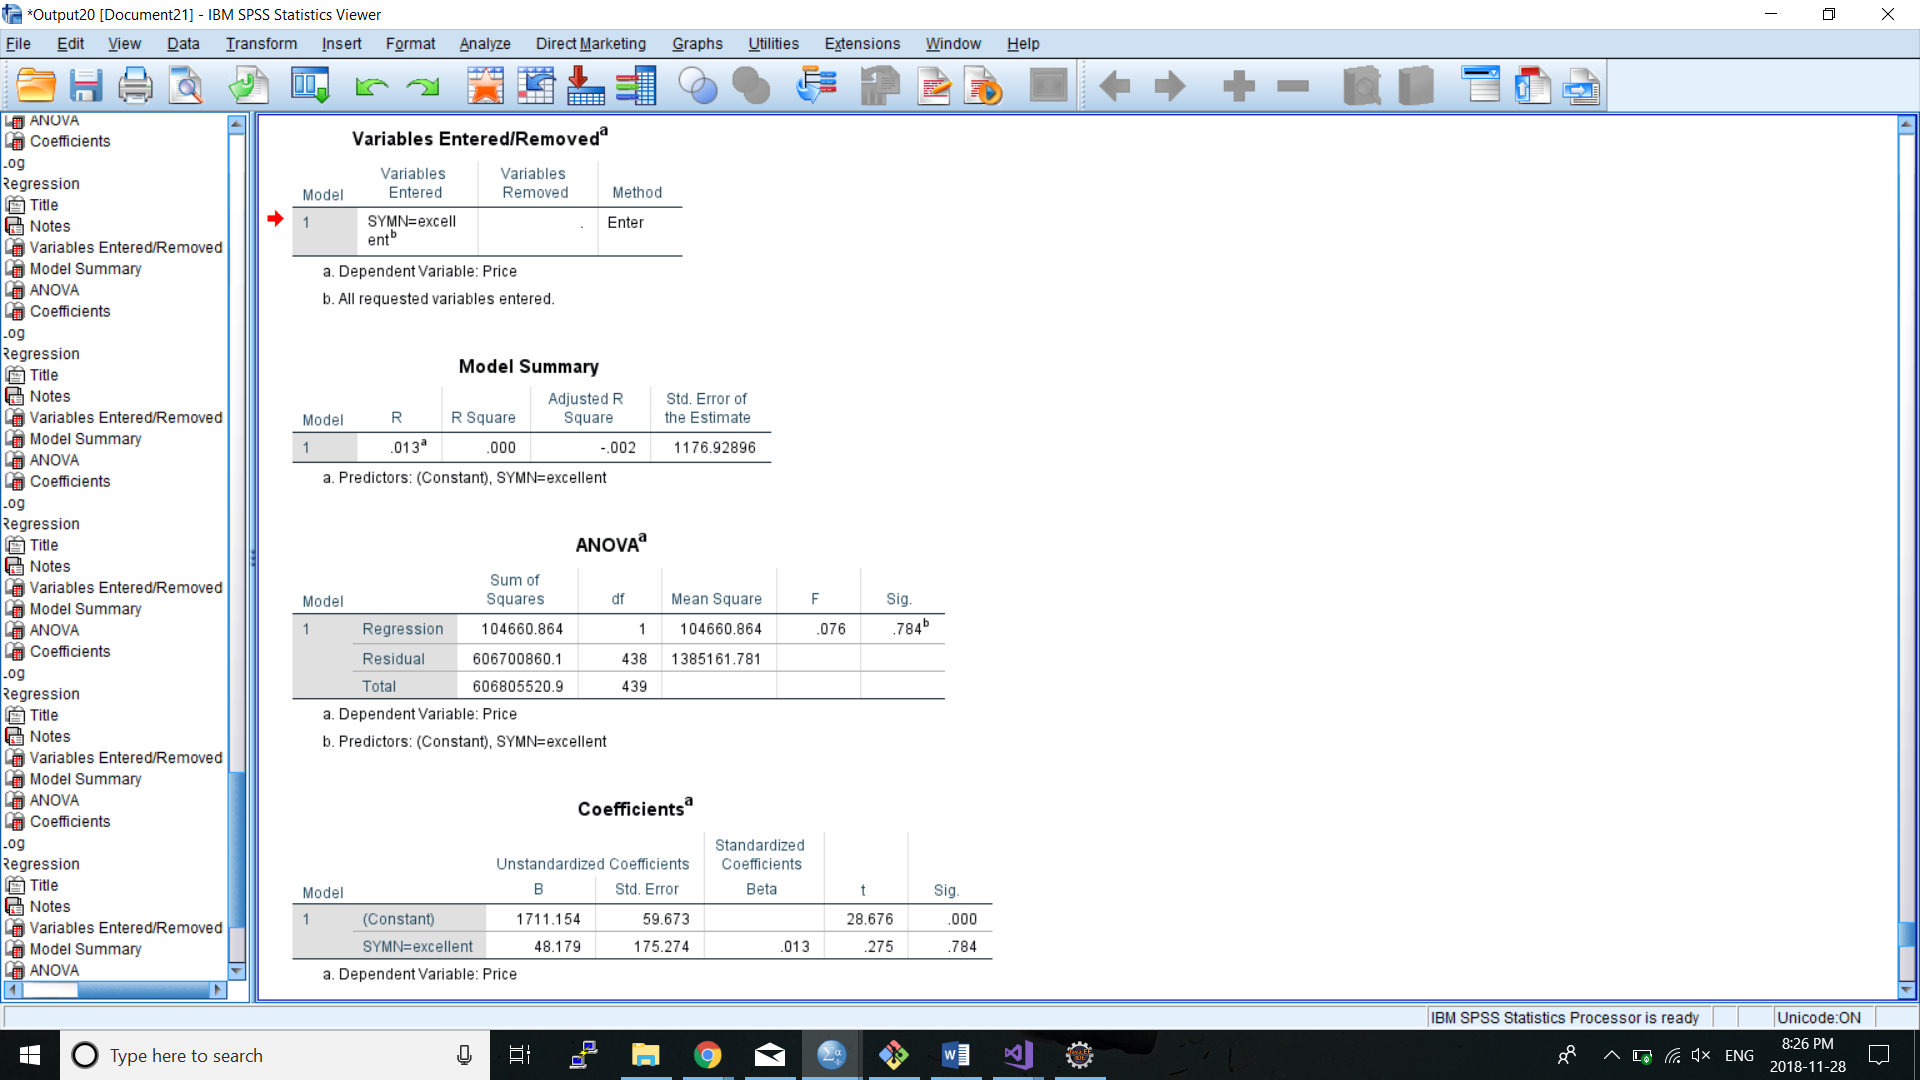 *Output20 [Document21] - IBM SPSS Statistics Viewer
File Edit View Data Transform Insert Format Analyze Direct Marketing Graphs Utilities Extensions Window Help
ANOVA
Coefficients
Log
Regression
Title
Notes
Variables Entered/Removed
Model Summary
ANOVA
Coefficients
Log
Regression
Title
Notes
Variables Entered/Removed
Model Summary
ANOVA
Coefficients
Log
Regression
Title
Notes
Variables Entered/Removed
Model Summary
ANOVA
Coefficients
Log
Regression
Title
Notes
Variables Entered/Removed
Model Summary
ANOVA
Coefficients
Log
Regression
Title
Notes
Variables Entered/Removed
Model Summary
ANOVA
Variables Entered/Removeda
Model Variables Entered Variables Removed Method
1 SYMN=excell . Enter
entb
a. Dependent Variable: Price
b. All requested variables entered.
Model Summary
Model R R Square Adjusted R Square Std. Error of the Estimate
1 .013a .000 -.002 1176.92896
a. Predictors: (Constant), SYMN=excellent
ANOVAa
Model Sum of Squares df Mean Square F Sig.
1 Regression 104660.864 1 104660.864 .076 .784b
Residual 606700860.1 438 1385161.781
Total 606805520.9 439
a. Dependent Variable: Price
b. Predictors: (Constant), SYMN=excellent
Coefficientsa
Unstandardized Coefficients Standardized Coefficients
Model B Std. Error Beta t Sig.
1 (Constant) 1711.154 59.673 28.676 .000
SYMN=excellent 48.179 175.274 .013 .275 .784
a. Dependent Variable: Price
IBM SPSS Statistics Processor is ready Unicode:ON
Type here to search
ENG
8:26 PM
2018-11-28